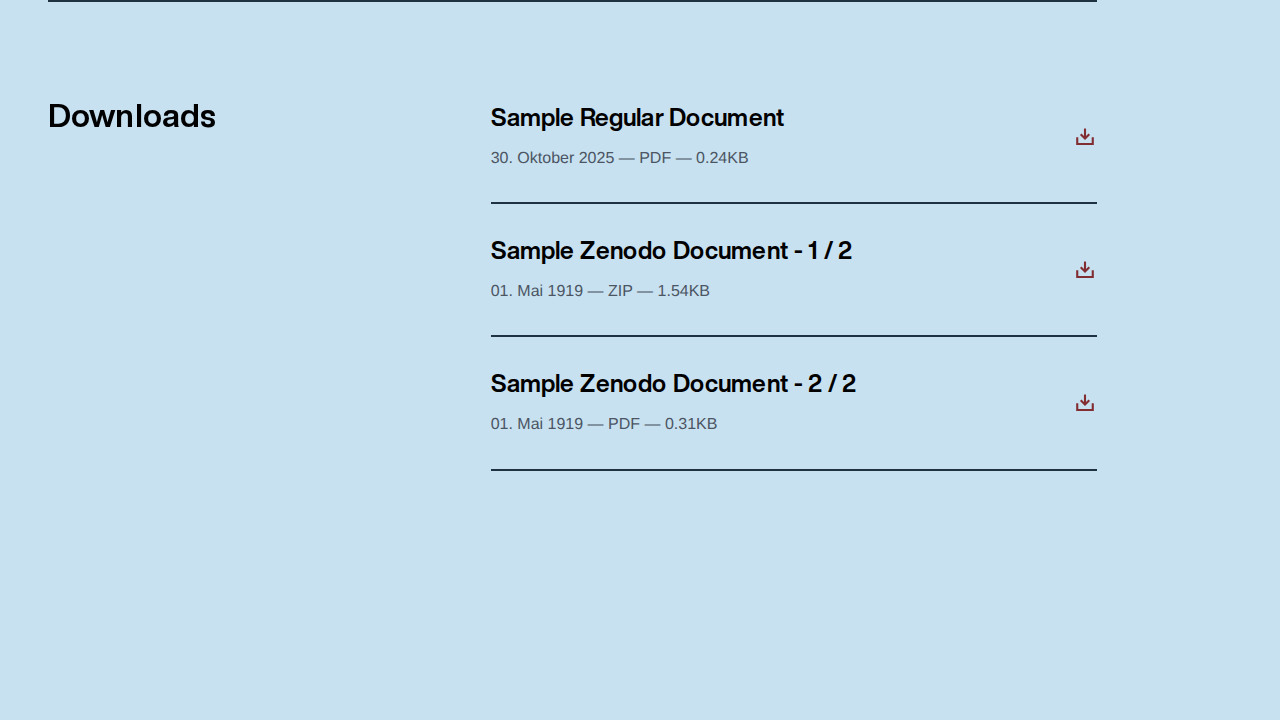 Downloads
Sample Regular Document
30. Oktober 2025 — PDF — 0.24KB
Sample Zenodo Document - 1 / 2
01. Mai 1919 — ZIP — 1.54KB
Sample Zenodo Document - 2 / 2
01. Mai 1919 — PDF — 0.31KB